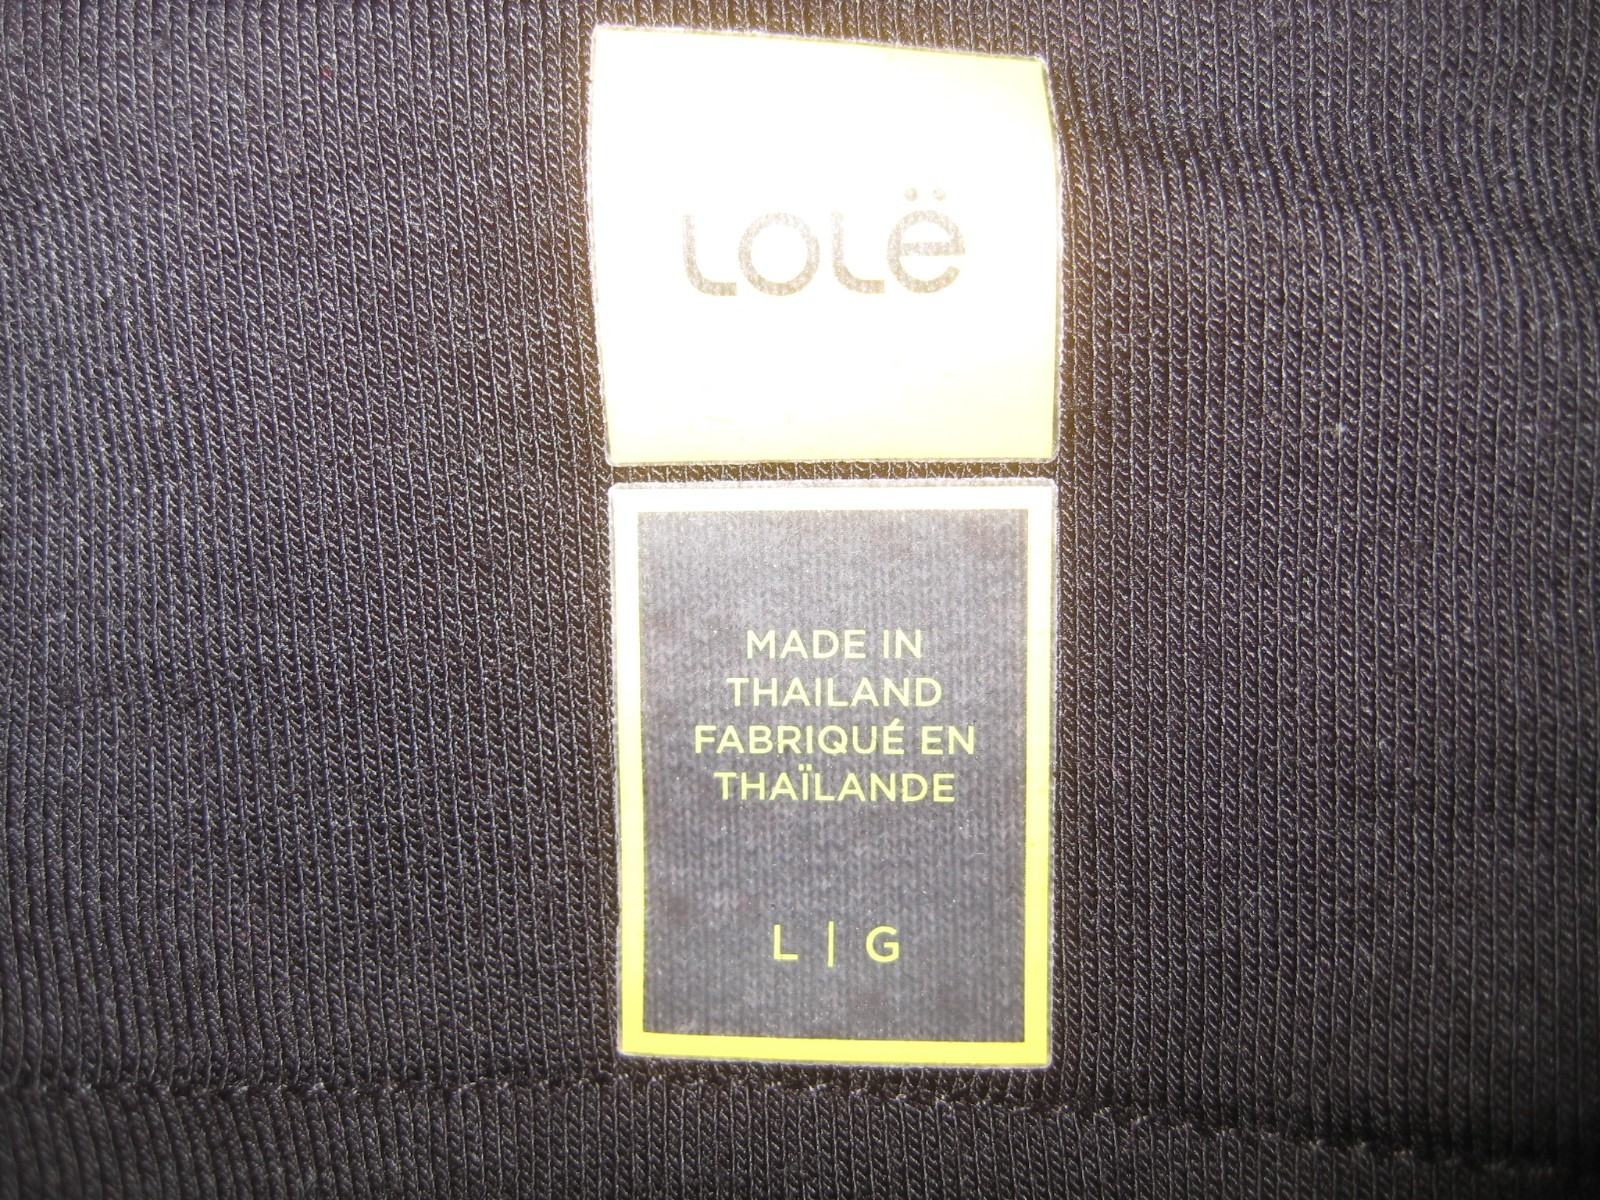 LOLË
MADE IN
THAILAND
FABRIQUÉ EN
THAÏLANDE
L | G